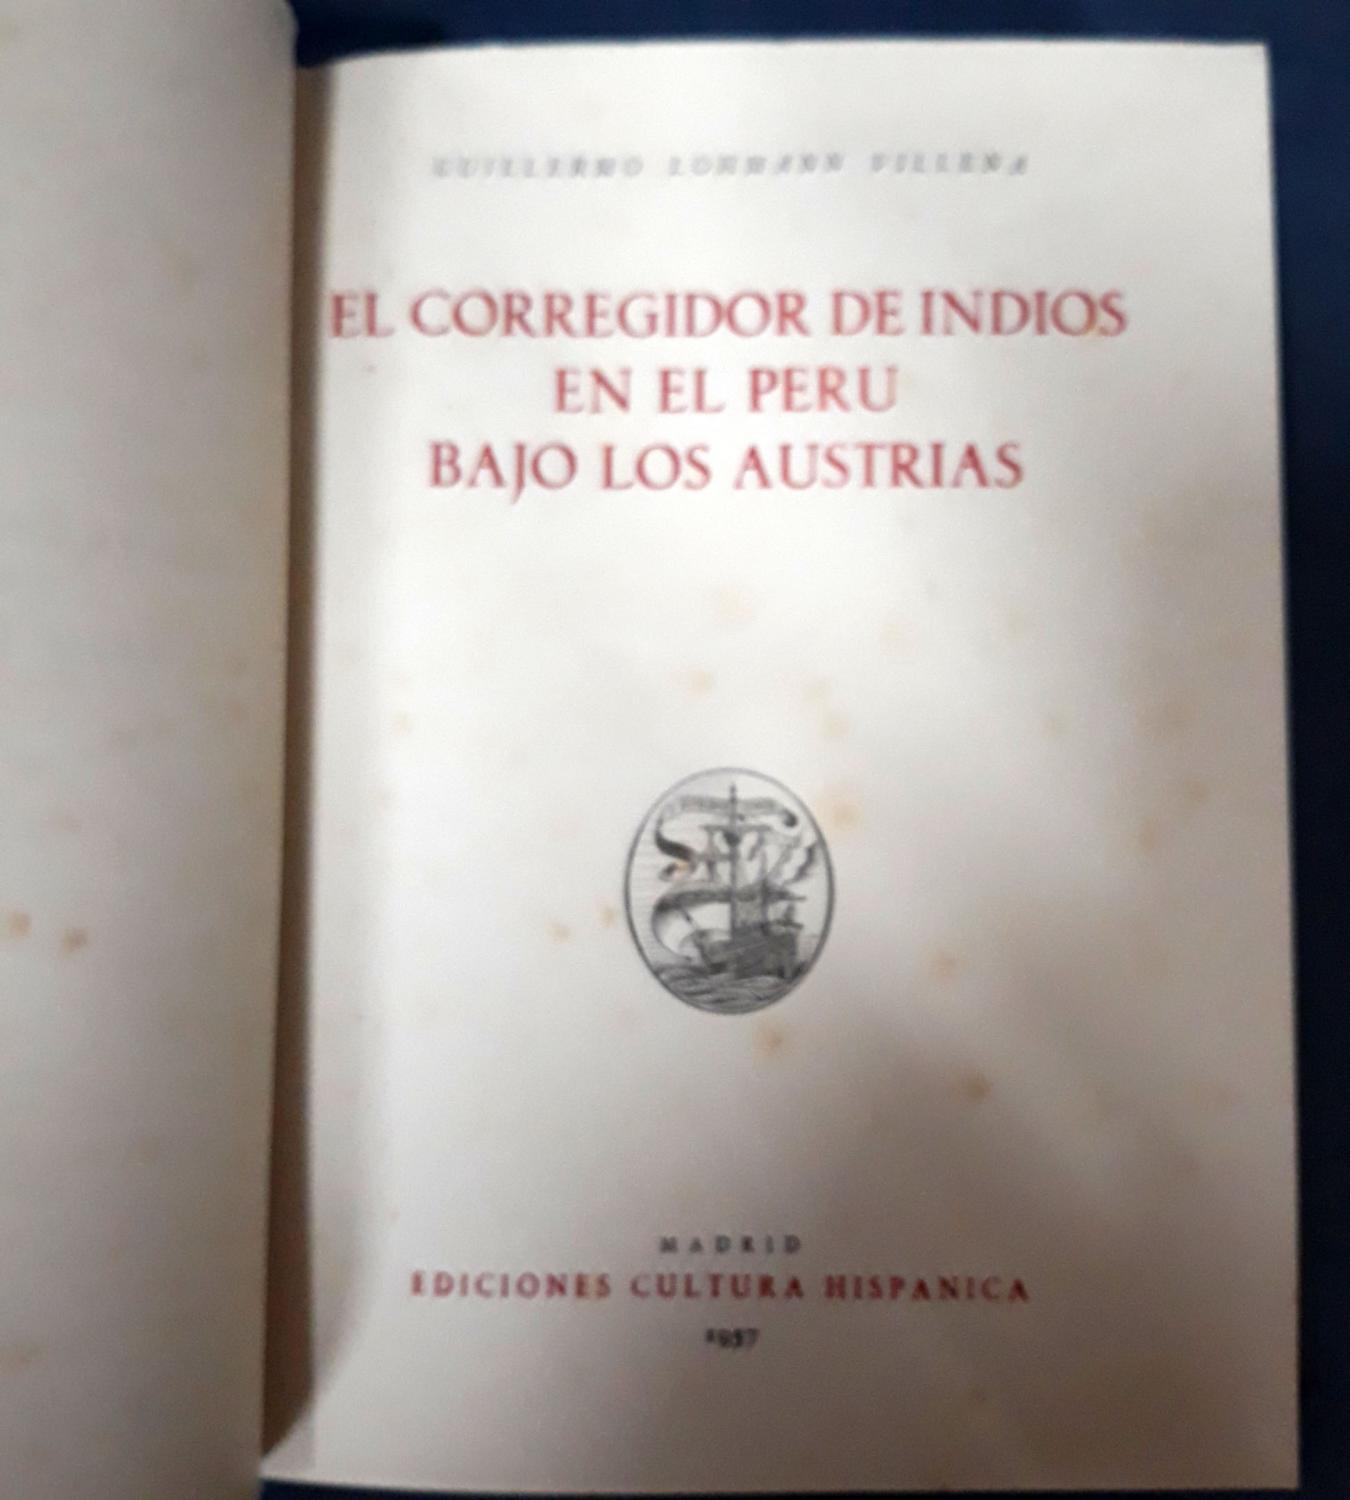 GUILLERMO LOHMANN VILLENA
EL CORREGIDOR DE INDIOS
EN EL PERU
BAJO LOS AUSTRIAS
MADRID
EDICIONES CULTURA HISPANICA
1957